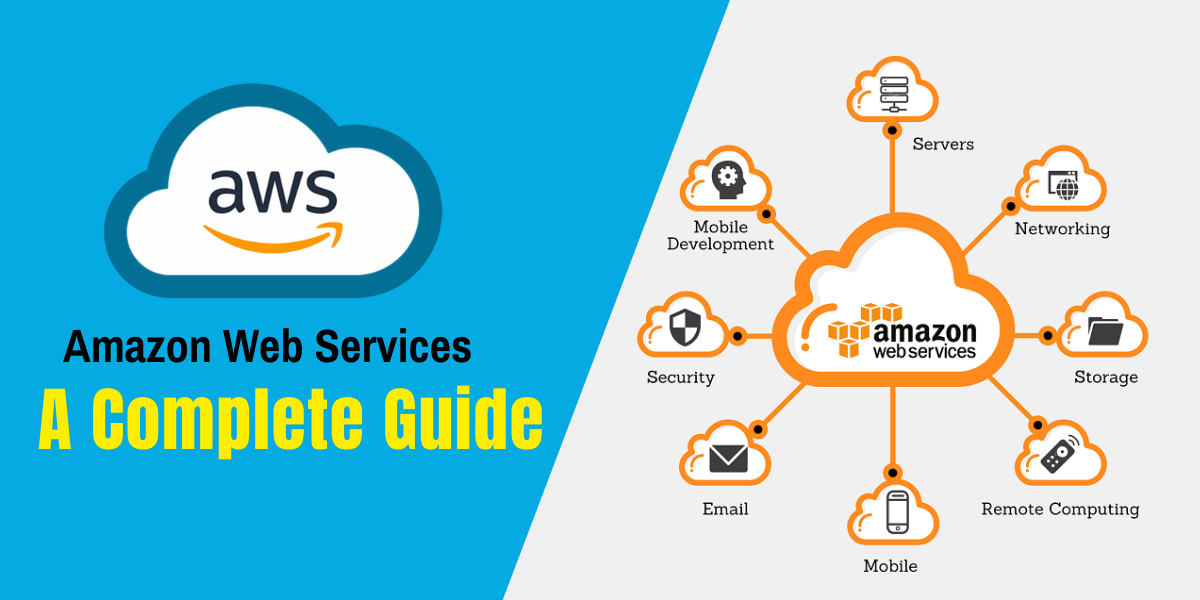 aws
Amazon Web Services
A Complete Guide
Servers
Mobile
Development
Networking
amazon
web services
Security
Storage
Email
Remote Computing
Mobile